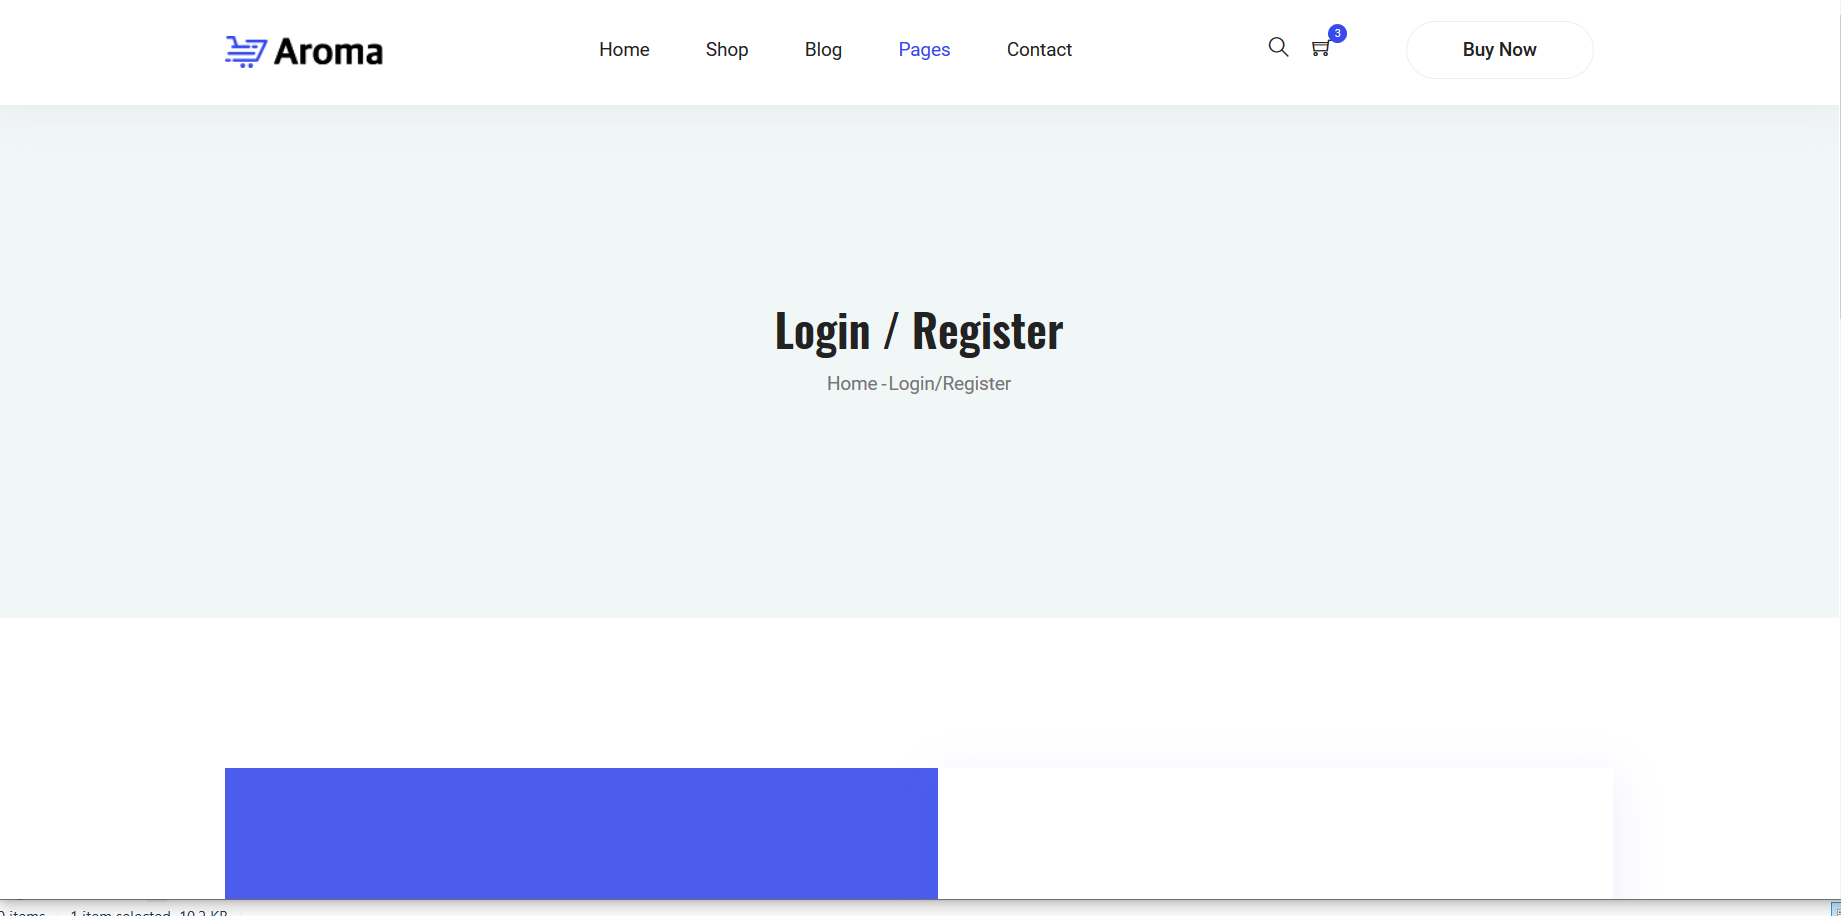 Aroma
Home Shop Blog Pages Contact
3
Buy Now
Login / Register
Home - Login/Register
items 1 item selected 10.2 KB